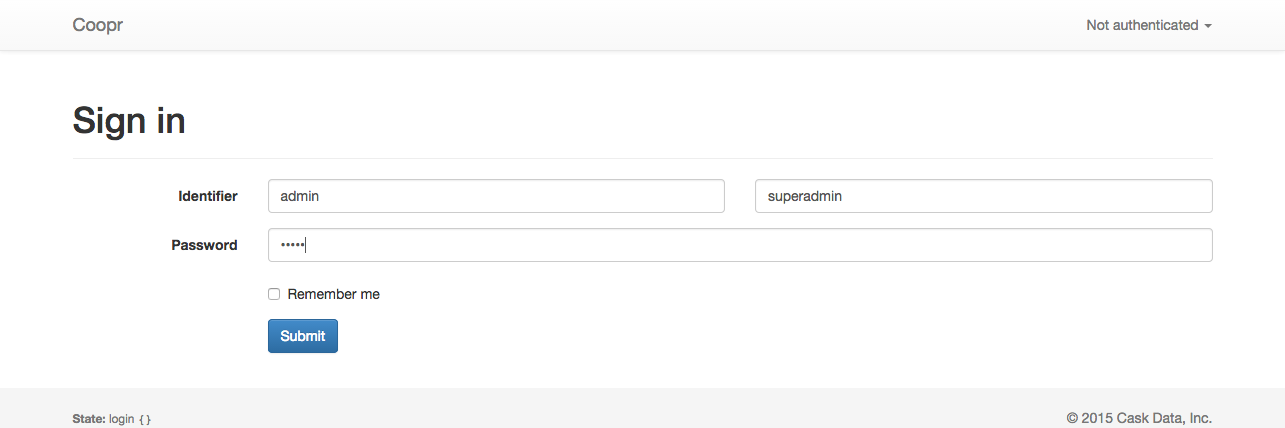 Coopr Not authenticated
Sign in
Identifier admin superadmin
Password •••••
Remember me
Submit
State: login {} © 2015 Cask Data, Inc.